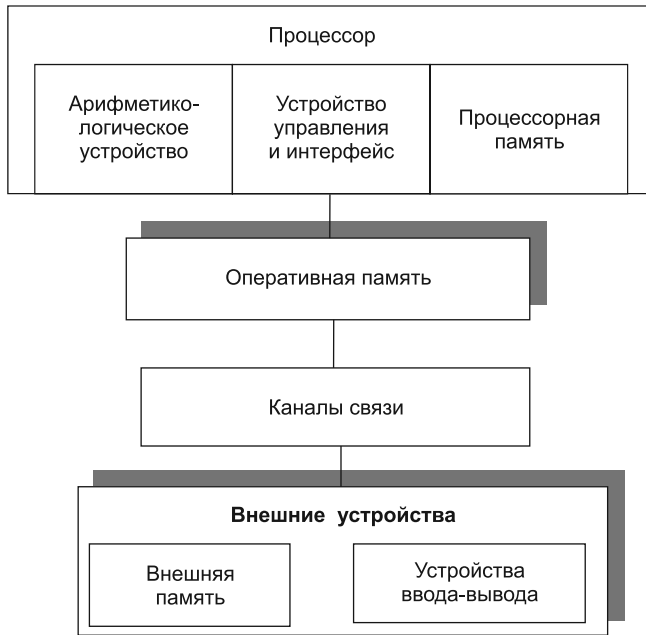 Процессор
Арифметико-
логическое
устройство
Устройство
управления
и интерфейс
Процессорная
память
Оперативная память
Каналы связи
Внешние устройства
Внешняя
память
Устройства
ввода-вывода